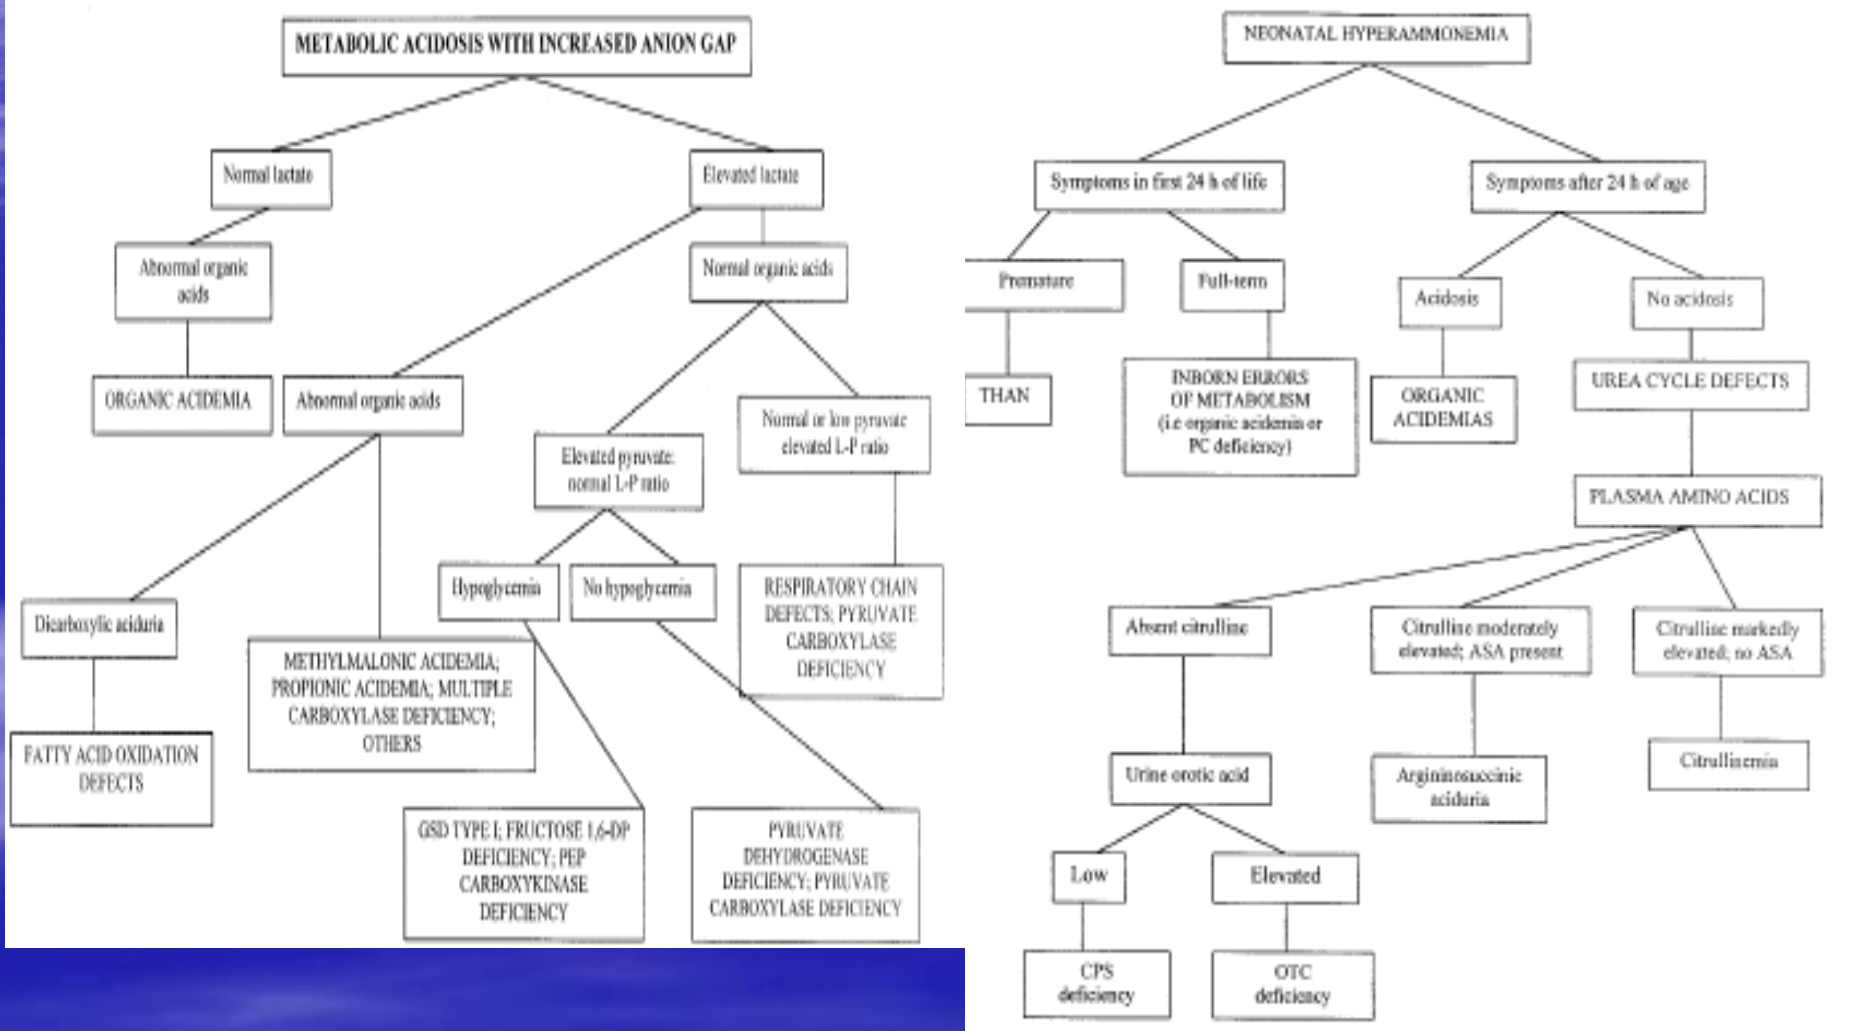 METABOLIC ACIDOSIS WITH INCREASED ANION GAP
Normal lactate
Elevated lactate
Abnormal organic
acids
Normal organic acids
ORGANIC ACIDEMIA
Abnormal organic acids
Normal or low pyruvate
elevated L-P ratio
Elevated pyruvate:
normal L-P ratio
Hypoglycemia
No hypoglycemia
RESPIRATORY CHAIN
DEFECTS; PYRUVATE
CARBOXYLASE
DEFICIENCY
Dicarboxylic aciduria
METHYLMALONIC ACIDEMIA;
PROPIONIC ACIDEMIA; MULTIPLE
CARBOXYLASE DEFICIENCY;
OTHERS
FATTY ACID OXIDATION
DEFECTS
GSD TYPE I; FRUCTOSE 1,6-DP
DEFICIENCY; PEP
CARBOXYKINASE
DEFICIENCY
PYRUVATE
DEHYDROGENASE
DEFICIENCY; PYRUVATE
CARBOXYLASE DEFICIENCY
NEONATAL HYPERAMMONEMIA
Symptoms in first 24 h of life
Symptoms after 24 h of age
Premature
Full-term
Acidosis
No acidosis
THAN
INBORN ERRORS
OF METABOLISM
(i.e organic acidemia or
PC deficiency)
ORGANIC
ACIDEMIAS
UREA CYCLE DEFECTS
PLASMA AMINO ACIDS
Absent citrulline
Citrulline moderately
elevated; ASA present
Citrulline markedly
elevated; no ASA
Urine orotic acid
Argininosuccinic
aciduria
Citrullinemia
Low
Elevated
CPS
deficiency
OTC
deficiency